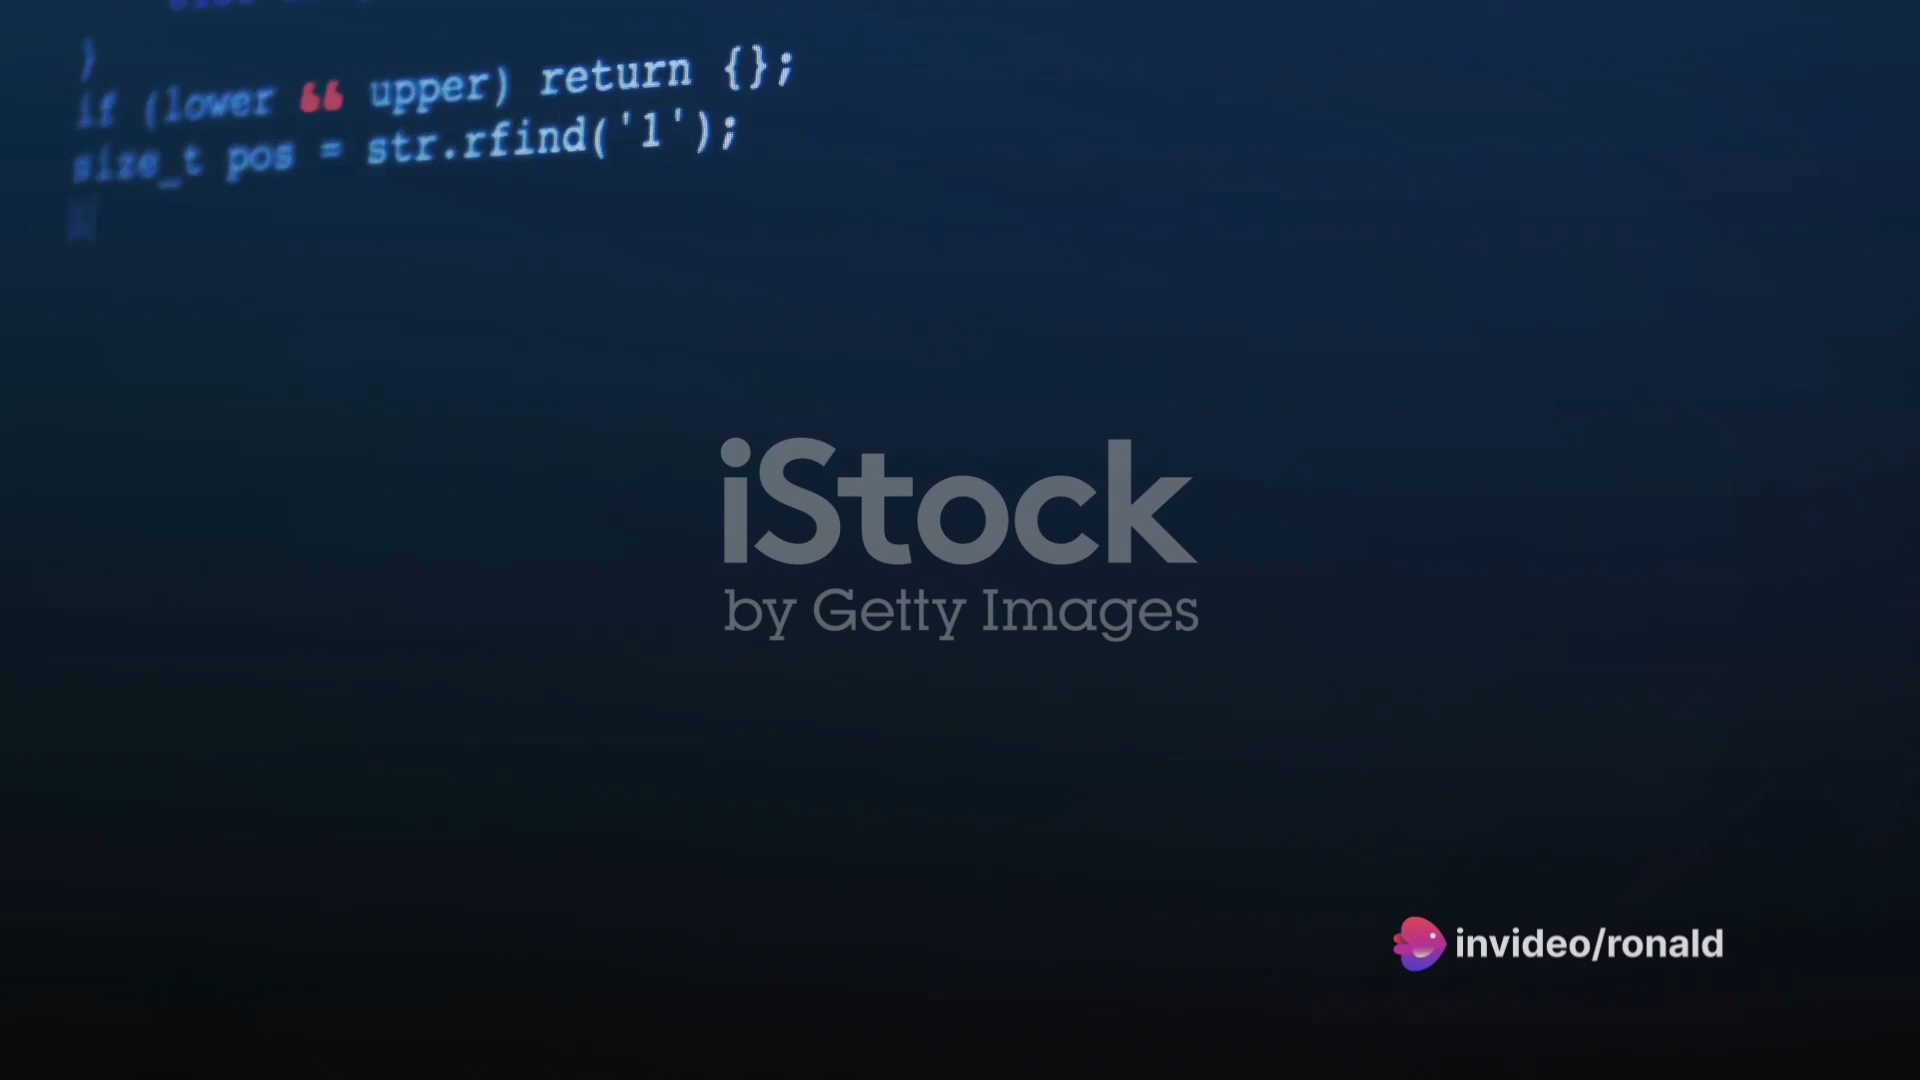 }
if (lower && upper) return {};
size_t pos = str.rfind('1');
iStock
by Getty Images
invideo/ronald